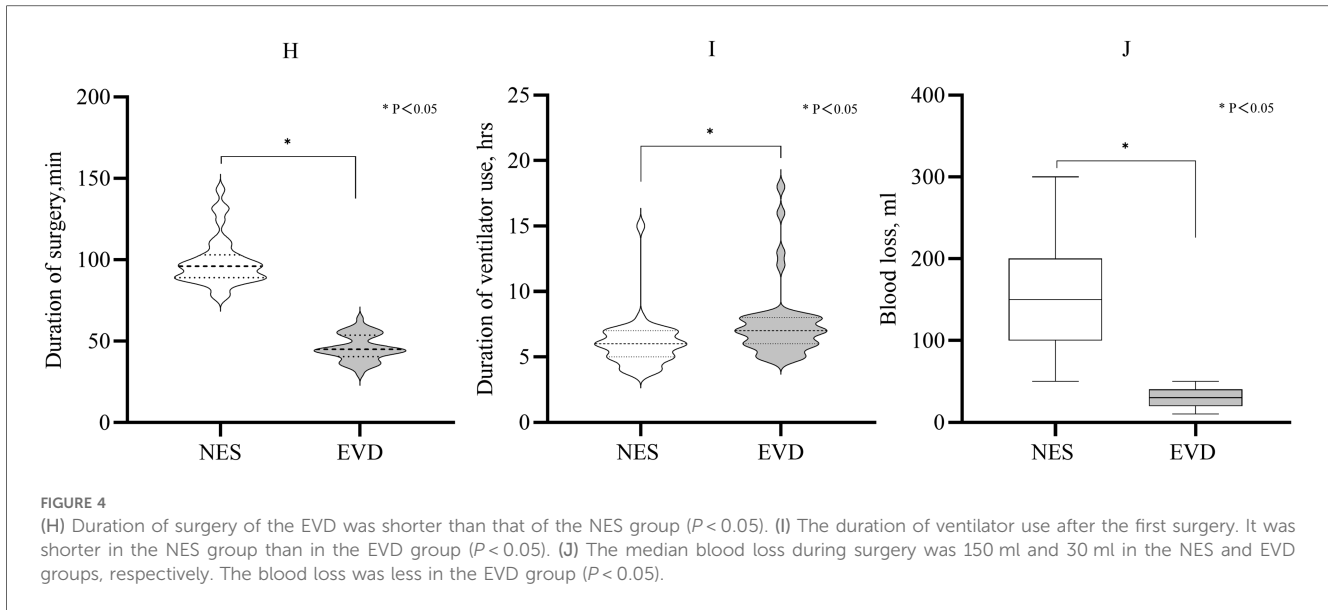 H
200
150
100
50
0
Duration of surgery,min
* P<0.05
*
NES
EVD
I
25
20
15
10
5
0
Duration of ventilator use, hrs
* P<0.05
*
NES
EVD
J
400
300
200
100
0
Blood loss, ml
* P<0.05
*
NES
EVD
FIGURE 4
(H) Duration of surgery of the EVD was shorter than that of the NES group (P < 0.05). (I) The duration of ventilator use after the first surgery. It was
shorter in the NES group than in the EVD group (P < 0.05). (J) The median blood loss during surgery was 150 ml and 30 ml in the NES and EVD
groups, respectively. The blood loss was less in the EVD group (P < 0.05).